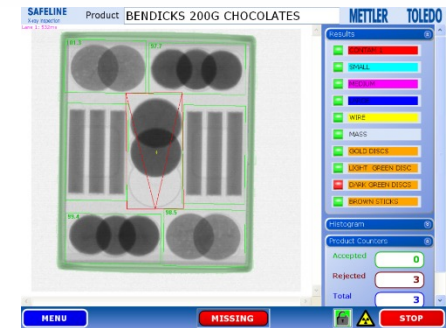 SAFELINE
X-ray Inspection
Product BENDICKS 200G CHOCOLATES
METTLER TOLEDO
Results
SMALL
MEDIUM
WIRE
MASS
GOLD DISCS
LIGHT GREEN DISC
DARK GREEN DISCS
BROWN STICKS
Histogram
Product Counters
Accepted
0
Rejected
3
Total
3
MENU
MISSING
STOP